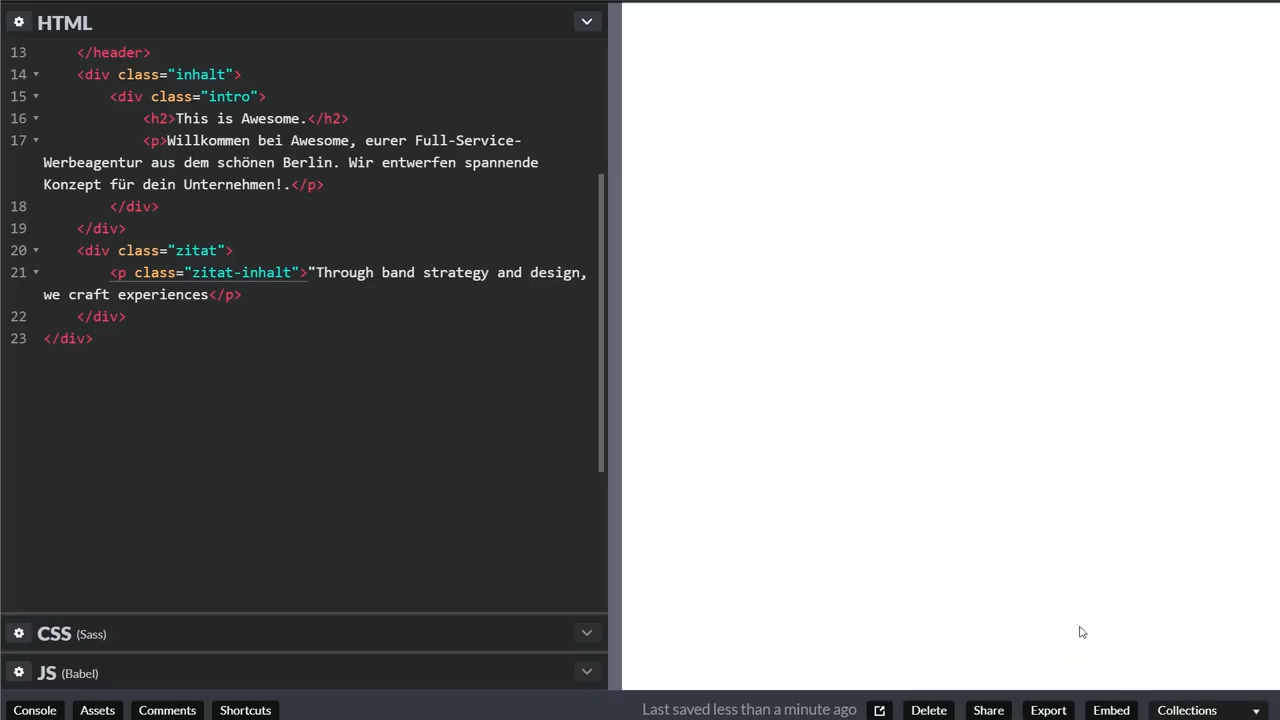 HTML
13 </header>
14 <div class="inhalt">
15 <div class="intro">
16 <h2>This is Awesome.</h2>
17 <p>Willkommen bei Awesome, eurer Full-Service-
Werbeagentur aus dem schönen Berlin. Wir entwerfen spannende
Konzept für dein Unternehmen!.</p>
18 </div>
19 </div>
20 <div class="zitat">
21 <p class="zitat-inhalt">"Through band strategy and design,
we craft experiences</p>
22 </div>
23 </div>
CSS (Sass)
JS (Babel)
Console Assets Comments Shortcuts Last saved less than a minute ago Delete Share Export Embed Collections